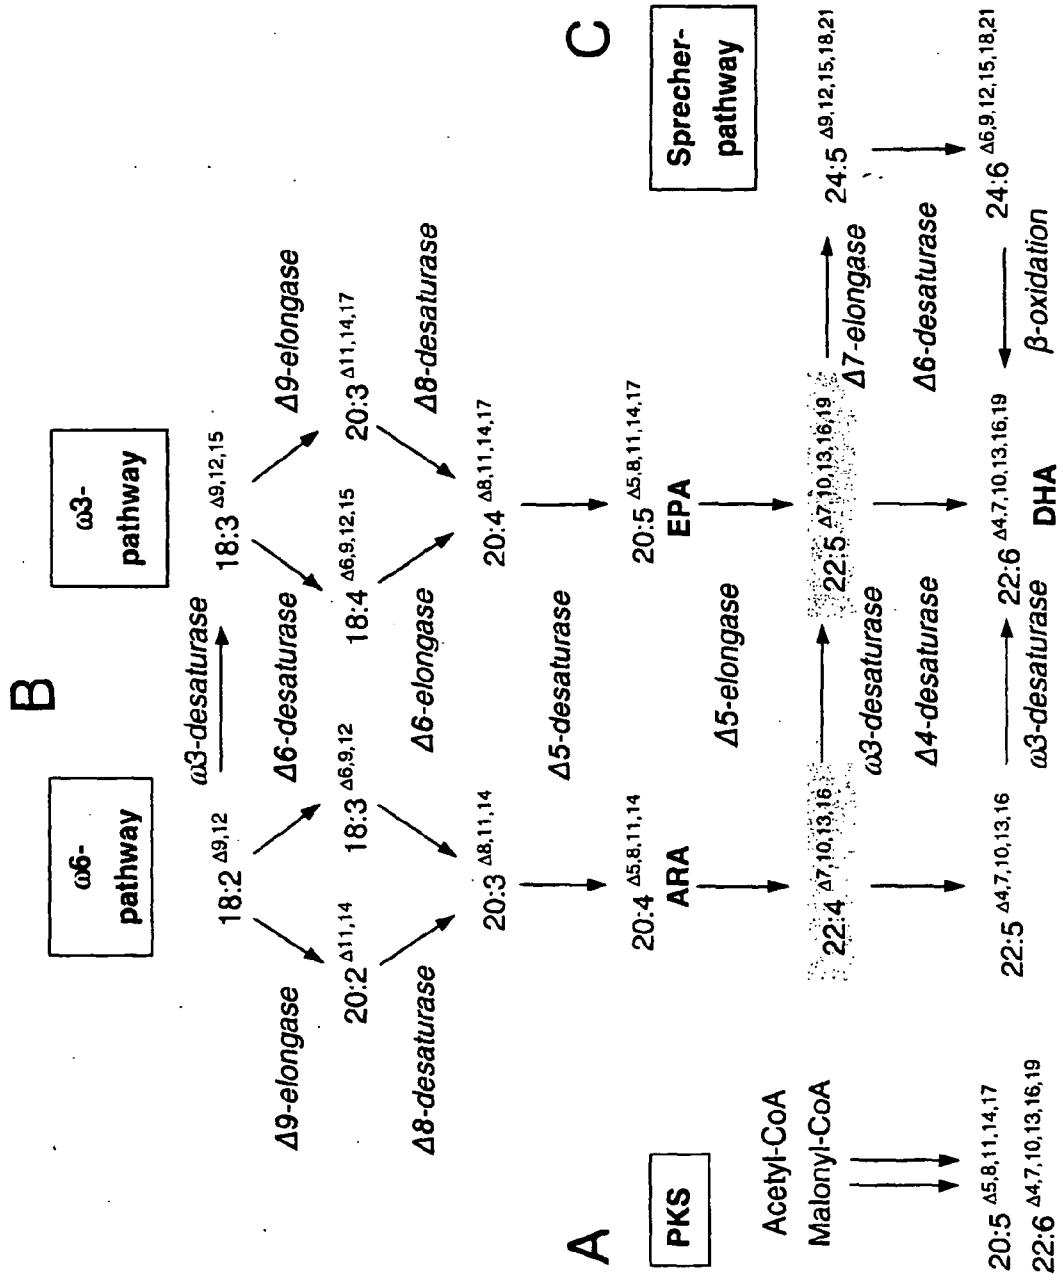 B
ω6-
pathway
ω3-
pathway
18:2 Δ9,12
ω3-desaturase
18:3 Δ9,12,15
Δ9-elongase
Δ6-desaturase
Δ9-elongase
20:2 Δ11,14
18:3 Δ6,9,12
18:4 Δ6,9,12,15
20:3 Δ11,14,17
Δ8-desaturase
Δ6-elongase
Δ8-desaturase
20:3 Δ8,11,14
20:4 Δ8,11,14,17
Δ5-desaturase
20:4 Δ5,8,11,14
ARA
20:5 Δ5,8,11,14,17
EPA
Δ5-elongase
22:4 Δ7,10,13,16
22:5 Δ7,10,13,16,19
ω3-desaturase
Δ4-desaturase
22:5 Δ4,7,10,13,16
ω3-desaturase
22:6 Δ4,7,10,13,16,19
DHA
A
PKS
Acetyl-CoA
Malonyl-CoA
20:5 Δ5,8,11,14,17
22:6 Δ4,7,10,13,16,19
C
Sprecher-
pathway
Δ7-elongase
24:5 Δ9,12,15,18,21
Δ6-desaturase
24:6 Δ6,9,12,15,18,21
β-oxidation